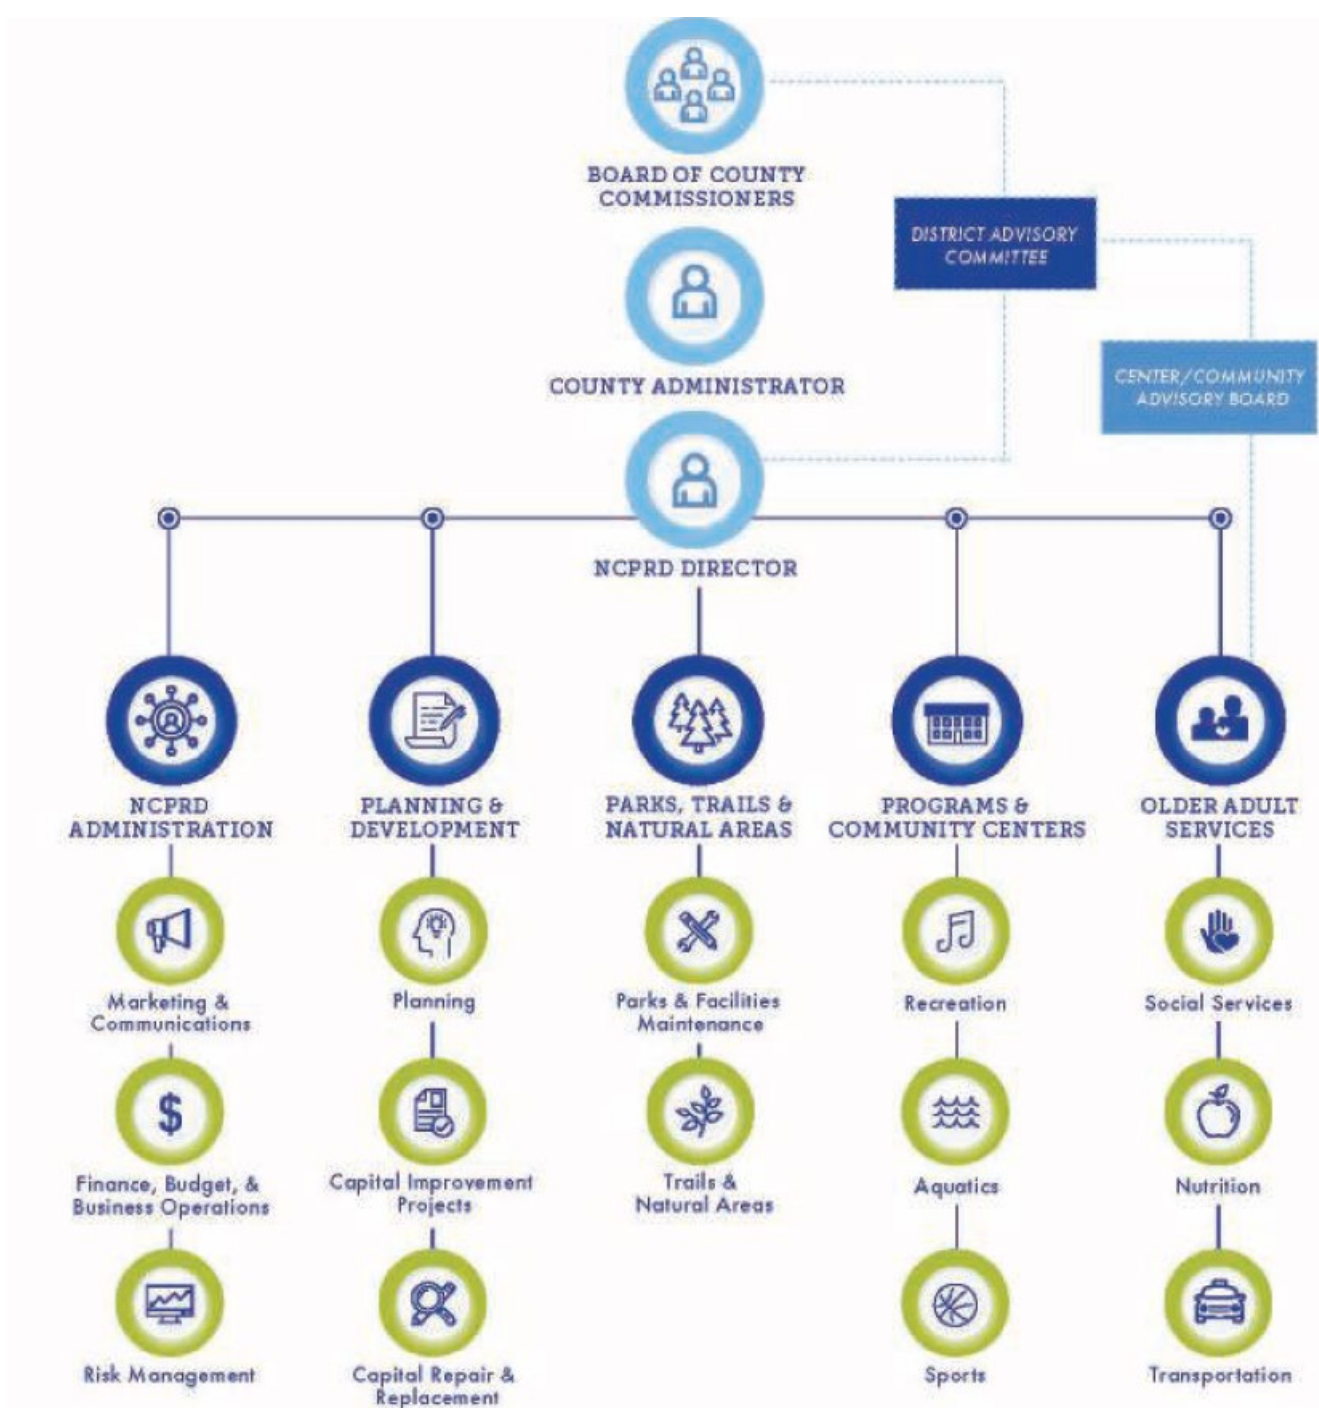 BOARD OF COUNTY
COMMISSIONERS
DISTRICT ADVISORY
COMMITTEE
CENTER/COMMUNITY
ADVISORY BOARD
COUNTY ADMINISTRATOR
NCPRD DIRECTOR
NCPRD
ADMINISTRATION
PLANNING &
DEVELOPMENT
PARKS, TRAILS &
NATURAL AREAS
PROGRAMS &
COMMUNITY CENTERS
OLDER ADULT
SERVICES
Marketing &
Communications
Planning
Parks & Facilities
Maintenance
Recreation
Social Services
$
Finance, Budget, &
Business Operations
Capital Improvement
Projects
Trails &
Natural Areas
Aquatics
Nutrition
Risk Management
Capital Repair &
Replacement
Sports
Transportation